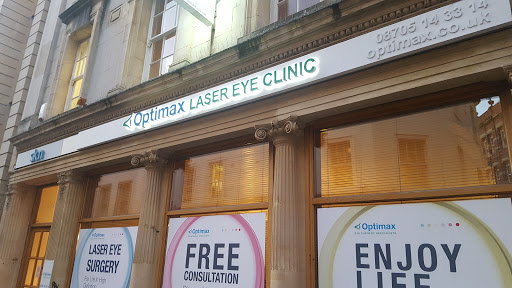 08705 14 33 14
optimax.co.uk
Optimax LASER EYE CLINIC
skin
Optimax
LASER EYE
SURGERY
Optimax
FREE
CONSULTATION
Optimax
ENJOY
LIFE